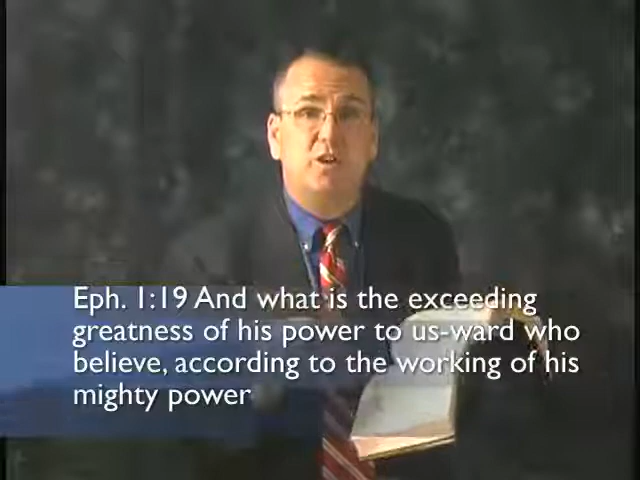 Eph. 1:19 And what is the exceeding
greatness of his power to us-ward who
believe, according to the working of his
mighty power